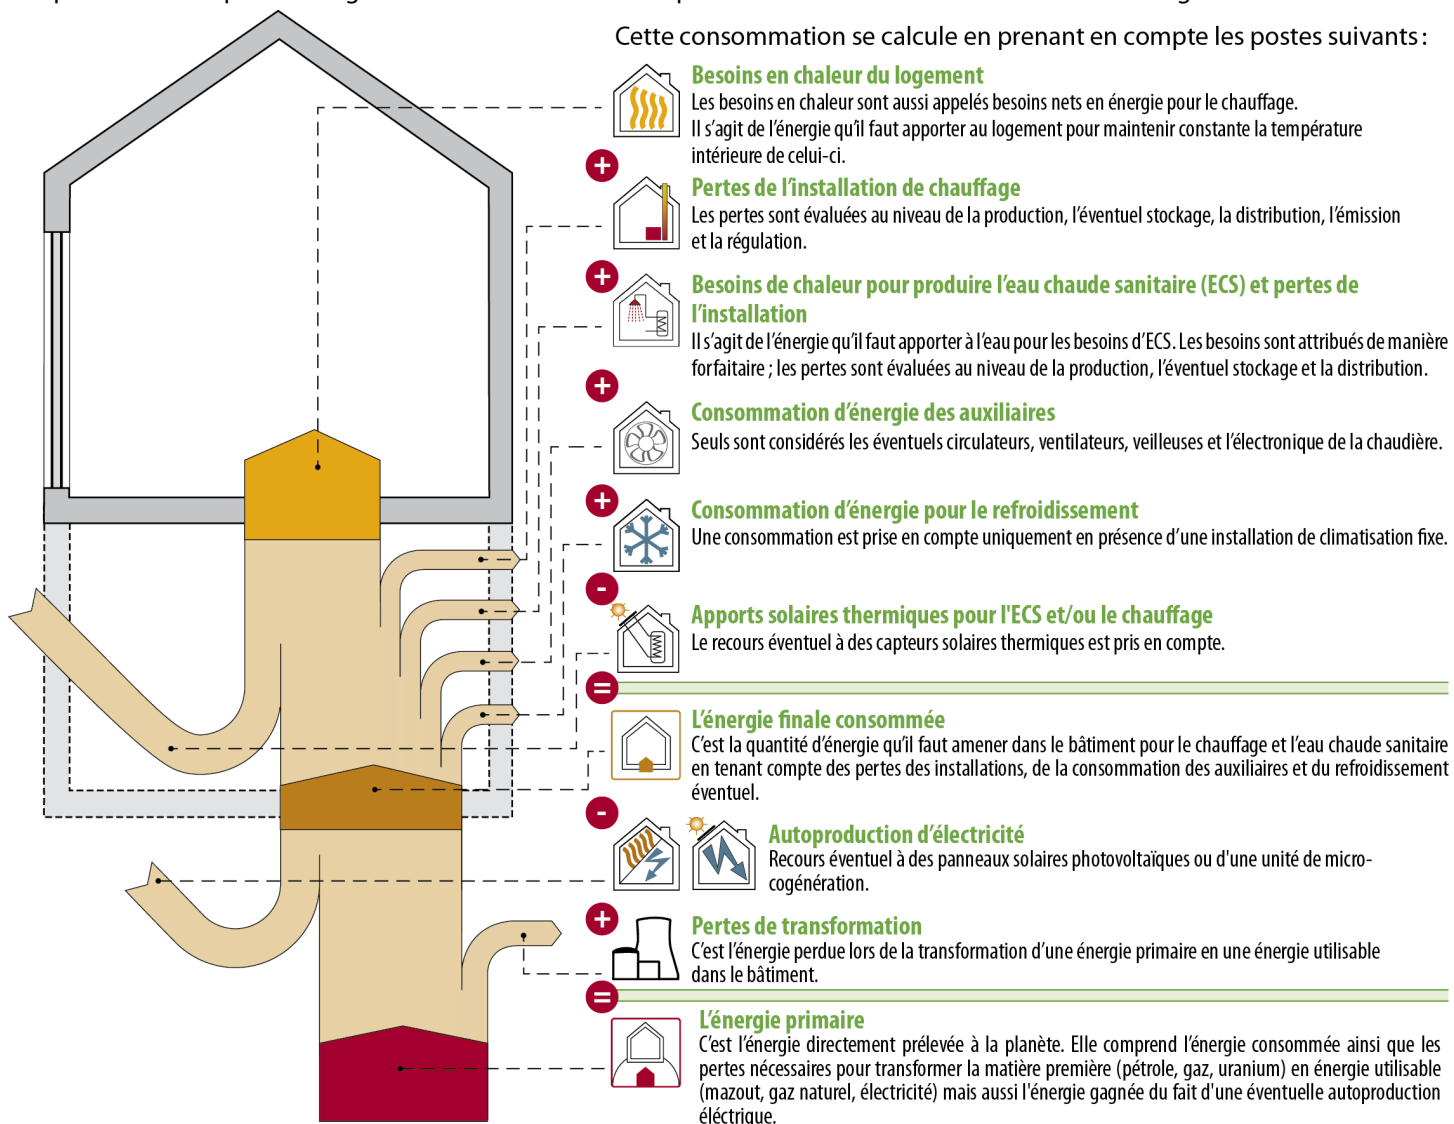 Cette consommation se calcule en prenant en compte les postes suivants :
Besoins en chaleur du logement
Les besoins en chaleur sont aussi appelés besoins nets en énergie pour le chauffage.
Il s’agit de l’énergie qu’il faut apporter au logement pour maintenir constante la température
intérieure de celui-ci.
+
Pertes de l’installation de chauffage
Les pertes sont évaluées au niveau de la production, l’éventuel stockage, la distribution, l’émission
et la régulation.
+
Besoins de chaleur pour produire l’eau chaude sanitaire (ECS) et pertes de
l’installation
Il s’agit de l’énergie qu’il faut apporter à l’eau pour les besoins d’ECS. Les besoins sont attribués de manière
forfaitaire ; les pertes sont évaluées au niveau de la production, l’éventuel stockage et la distribution.
+
Consommation d’énergie des auxiliaires
Seuls sont considérés les éventuels circulateurs, ventilateurs, veilleuses et l’électronique de la chaudière.
+
Consommation d’énergie pour le refroidissement
Une consommation est prise en compte uniquement en présence d’une installation de climatisation fixe.
-
Apports solaires thermiques pour l'ECS et/ou le chauffage
Le recours éventuel à des capteurs solaires thermiques est pris en compte.
=
L’énergie finale consommée
C’est la quantité d’énergie qu’il faut amener dans le bâtiment pour le chauffage et l’eau chaude sanitaire
en tenant compte des pertes des installations, de la consommation des auxiliaires et du refroidissement
éventuel.
-
Autoproduction d’électricité
Recours éventuel à des panneaux solaires photovoltaïques ou d'une unité de micro-
cogénération.
+
Pertes de transformation
C’est l’énergie perdue lors de la transformation d’une énergie primaire en une énergie utilisable
dans le bâtiment.
=
L’énergie primaire
C’est l’énergie directement prélevée à la planète. Elle comprend l’énergie consommée ainsi que les
pertes nécessaires pour transformer la matière première (pétrole, gaz, uranium) en énergie utilisable
(mazout, gaz naturel, électricité) mais aussi l'énergie gagnée du fait d'une éventuelle autoproduction
électrique.